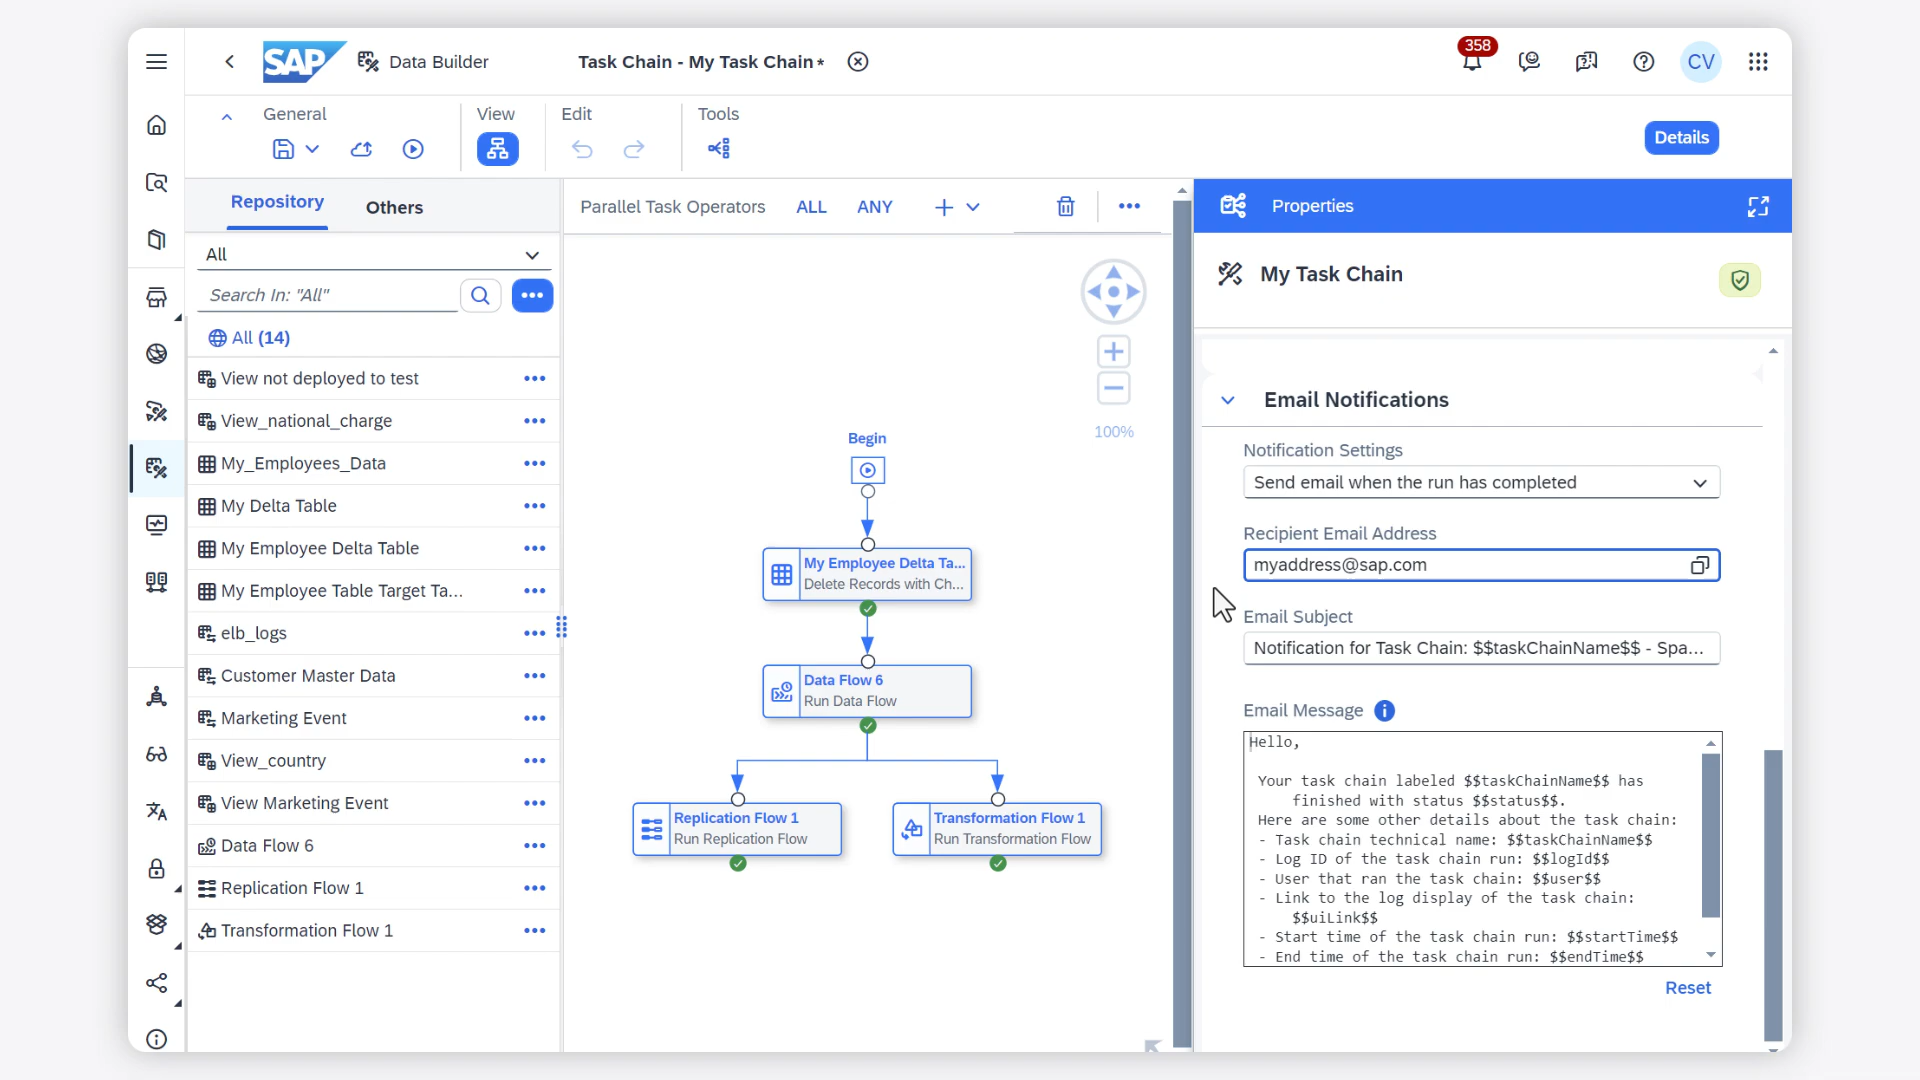 SAP
Data Builder
Task Chain - My Task Chain*
358
CV
General
View
Edit
Tools
Details
Repository
Others
All
Search In: "All"
All (14)
View not deployed to test
View_national_charge
My_Employees_Data
My Delta Table
My Employee Delta Table
My Employee Table Target Ta...
elb_logs
Customer Master Data
Marketing Event
View_country
View Marketing Event
Data Flow 6
Replication Flow 1
Transformation Flow 1
Parallel Task Operators
ALL
ANY
100%
Begin
My Employee Delta Ta...
Delete Records with Ch...
Data Flow 6
Run Data Flow
Replication Flow 1
Run Replication Flow
Transformation Flow 1
Run Transformation Flow
Properties
My Task Chain
Email Notifications
Notification Settings
Send email when the run has completed
Recipient Email Address
myaddress@sap.com
Email Subject
Notification for Task Chain: $$taskChainName$$ - Spa...
Email Message
Hello,
Your task chain labeled $$taskChainName$$ has
finished with status $$status$$.
Here are some other details about the task chain:
- Task chain technical name: $$taskChainName$$
- Log ID of the task chain run: $$logId$$
- User that ran the task chain: $$user$$
- Link to the log display of the task chain:
$$uiLink$$
- Start time of the task chain run: $$startTime$$
- End time of the task chain run: $$endTime$$
Reset